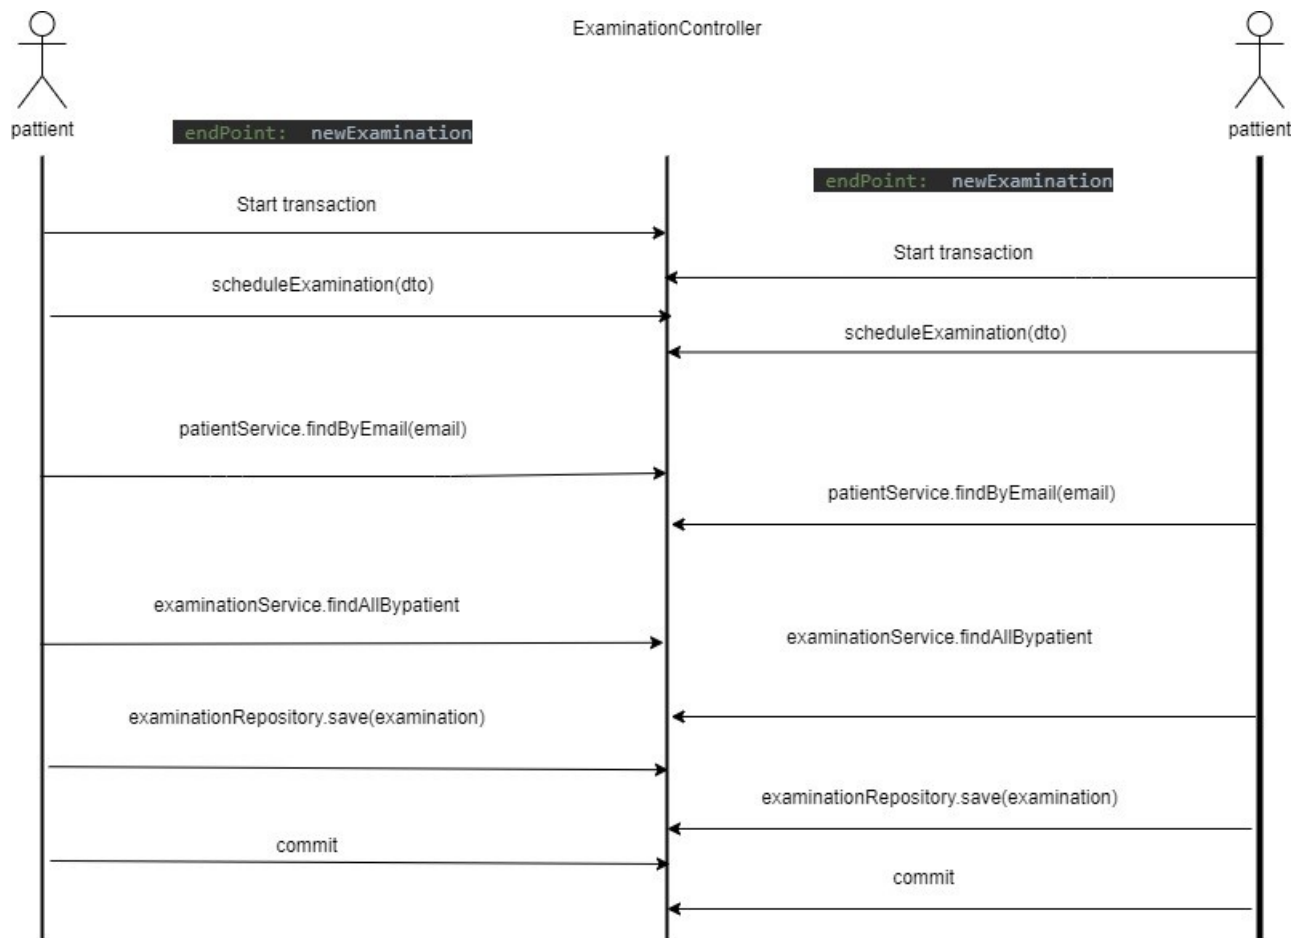 ExaminationController
pattient
pattient
endPoint: newExamination
endPoint: newExamination
Start transaction
Start transaction
scheduleExamination(dto)
scheduleExamination(dto)
patientService.findByEmail(email)
patientService.findByEmail(email)
examinationService.findAllBypatient
examinationService.findAllBypatient
examinationRepository.save(examination)
examinationRepository.save(examination)
commit
commit